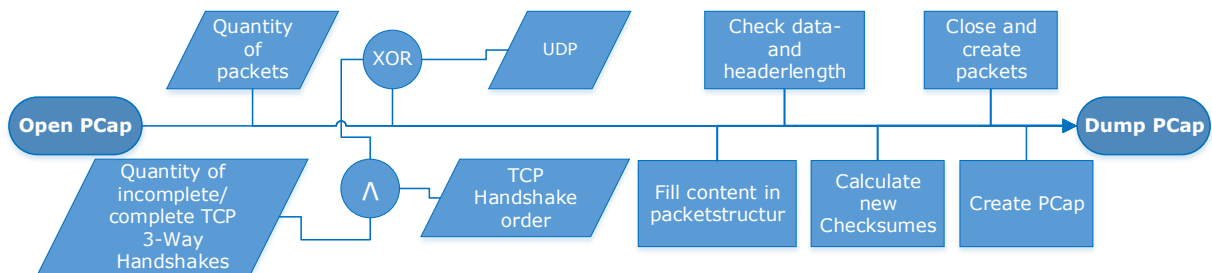 Quantity
of
packets
XOR
UDP
Check data-
and
headerlength
Close and
create
packets
Open PCap
Dump PCap
Quantity of
incomplete/
complete TCP
3-Way
Handshakes
Λ
TCP
Handshake
order
Fill content in
packetstructur
Calculate
new
Checksumes
Create PCap